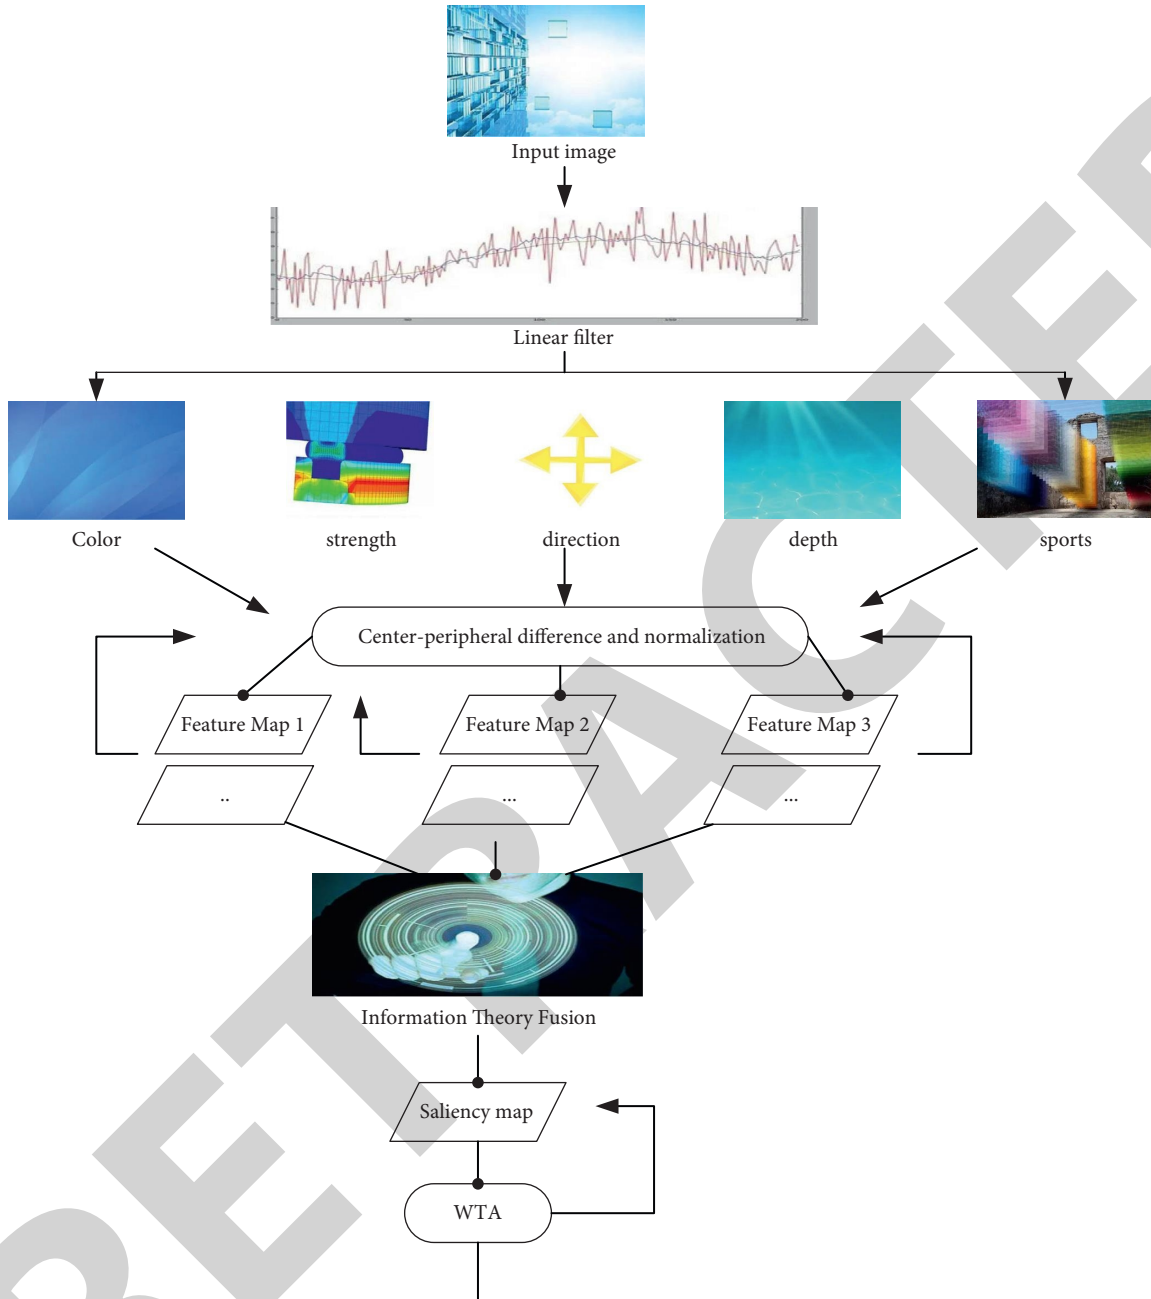 Input image
Linear filter
Color
strength
direction
depth
sports
Center-peripheral difference and normalization
Feature Map 1
Feature Map 2
Feature Map 3
..
...
...
Information Theory Fusion
Saliency map
WTA
RETRACTED